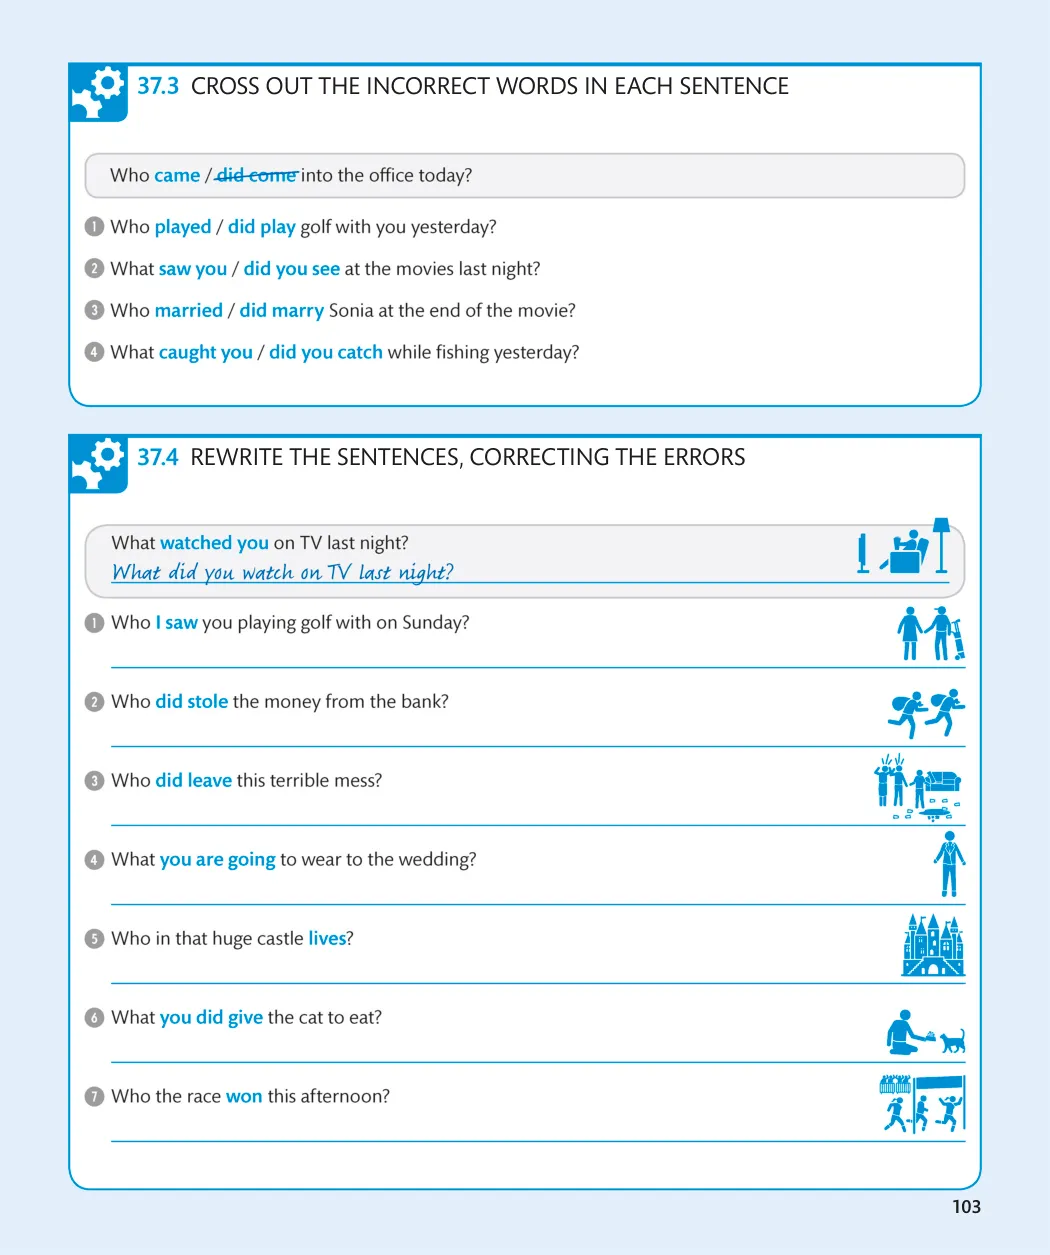 37.3 CROSS OUT THE INCORRECT WORDS IN EACH SENTENCE
Who came / did come into the office today?
1 Who played / did play golf with you yesterday?
2 What saw you / did you see at the movies last night?
3 Who married / did marry Sonia at the end of the movie?
4 What caught you / did you catch while fishing yesterday?
37.4 REWRITE THE SENTENCES, CORRECTING THE ERRORS
What watched you on TV last night?
What did you watch on TV last night?
1 Who I saw you playing golf with on Sunday?
2 Who did stole the money from the bank?
3 Who did leave this terrible mess?
4 What you are going to wear to the wedding?
5 Who in that huge castle lives?
6 What you did give the cat to eat?
7 Who the race won this afternoon?
103